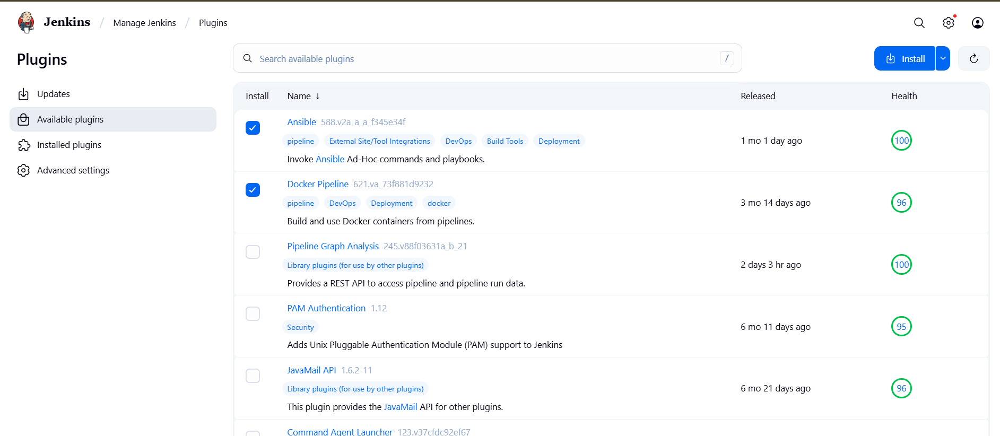 Jenkins / Manage Jenkins / Plugins
Plugins
Updates
Available plugins
Installed plugins
Advanced settings
Search available plugins /
Install
Install Name ↓ Released Health
Ansible 588.v2a_a_a_f345e34f
pipeline External Site/Tool Integrations DevOps Build Tools Deployment
Invoke Ansible Ad-Hoc commands and playbooks.
1 mo 1 day ago
100
Docker Pipeline 621.va_73f881d9232
pipeline DevOps Deployment docker
Build and use Docker containers from pipelines.
3 mo 14 days ago
96
Pipeline Graph Analysis 245.v88f03631a_b_21
Library plugins (for use by other plugins)
Provides a REST API to access pipeline and pipeline run data.
2 days 3 hr ago
100
PAM Authentication 1.12
Security
Adds Unix Pluggable Authentication Module (PAM) support to Jenkins
6 mo 11 days ago
95
JavaMail API 1.6.2-11
Library plugins (for use by other plugins)
This plugin provides the JavaMail API for other plugins.
6 mo 21 days ago
96
Command Agent Launcher 123.v37cfdc92ef67